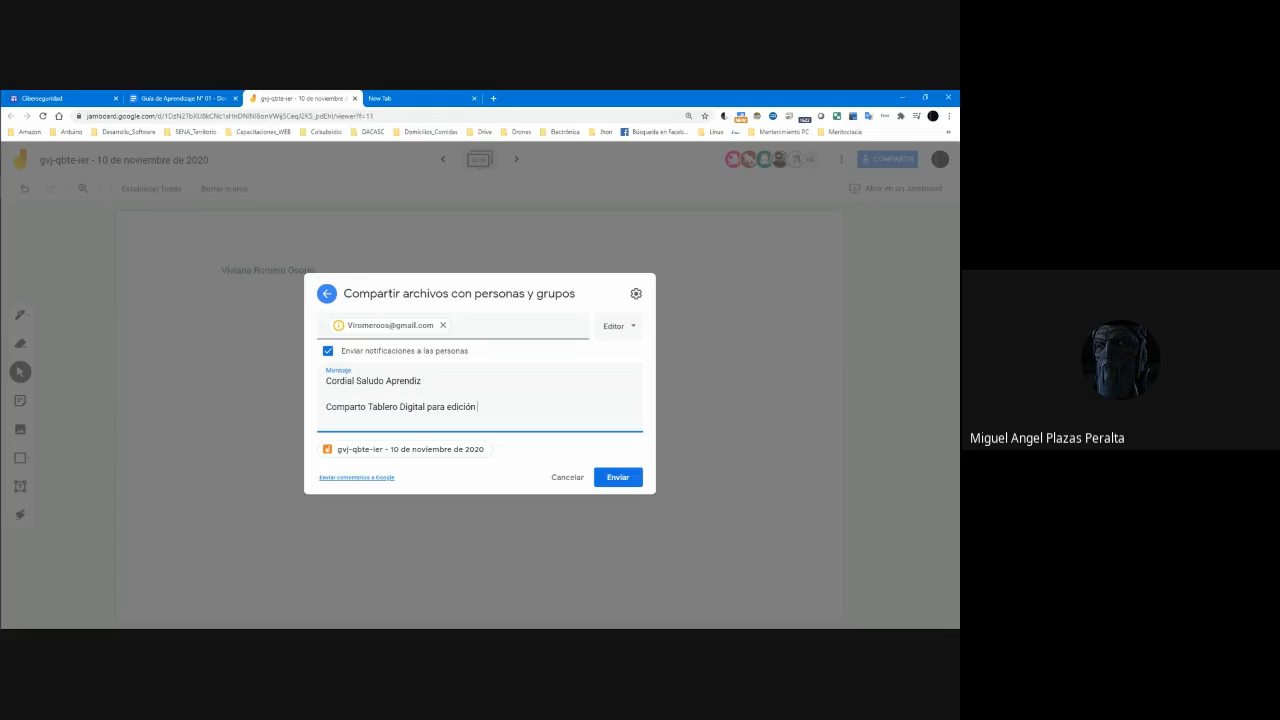 Ciberseguridad
Guía de Aprendizaje N° 01 - Doc
gvj-qbte-ier - 10 de noviembre
New Tab
Amazon
Arduino
Desarrollo_Software
SENA_Territorio
Capacitaciones_WEB
Colsubsidio
DACASC
Domicilios_Comidas
Drive
Drones
Electrónica
Jhon
Búsqueda en Faceb...
Linux
Mantenimiento PC
Meritocracia
gvj-qbte-ier - 10 de noviembre de 2020
COMPARTIR
Establecer fondo
Borrar marco
Abrir en un Jamboard
Viviana Romero Osorio
Compartir archivos con personas y grupos
Viromeroos@gmail.com
Editor
Enviar notificaciones a las personas
Mensaje
Cordial Saludo Aprendiz
Comparto Tablero Digital para edición
gvj-qbte-ier - 10 de noviembre de 2020
Enviar comentarios a Google
Cancelar
Enviar
Miguel Angel Plazas Peralta